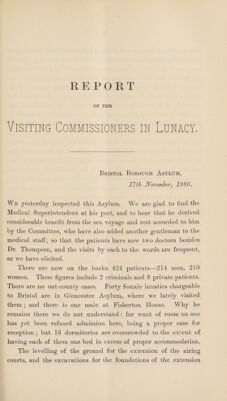 REPORT
OF THE
VISITING COMMISSIONERS IN LUNACY.
BRISTOL BOROUGH ASYLUM,
17th November, 1886.
WE yesterday inspected this Asylum. We are glad to find the
Medical Superintendent at his post, and to hear that he derived
considerable benefit from the sea voyage and rest accorded to him
by the Committee, who have also added another gentleman to the
medical staff; so that the patients have now two doctors besides
Dr. Thompson, and the visits by each to the wards are frequent,
as we have elicited.
There are now on the books 424 patients—214 men, 210
women. These figures include 2 criminals and 8 private patients.
There are no out-county cases. Forty female lunatics chargeable
to Bristol are in Gloucester Asylum, where we lately visited
them; and there is one male at Fisherton House. Why he
remains there we do not understand: for want of room no one
has yet been refused admission here, being a proper case for
reception; but 16 dormitories are overcrowded to the extent of
having each of them one bed in excess of proper accommodation.
The levelling of the ground for the extension of the airing
courts, and the excavations for the foundations of the extension